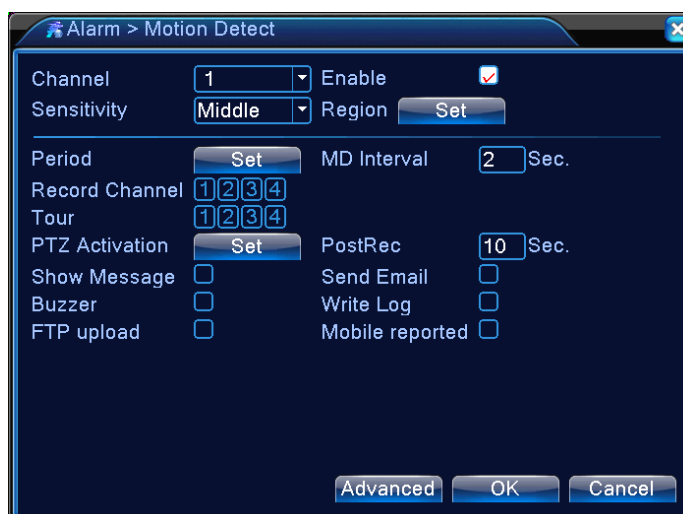 Alarm > Motion Detect
Channel 1 Enable
Sensitivity Middle Region Set
Period Set MD Interval 2 Sec.
Record Channel 1 2 3 4
Tour 1 2 3 4
PTZ Activation Set PostRec 10 Sec.
Show Message Send Email
Buzzer Write Log
FTP upload Mobile reported
Advanced OK Cancel